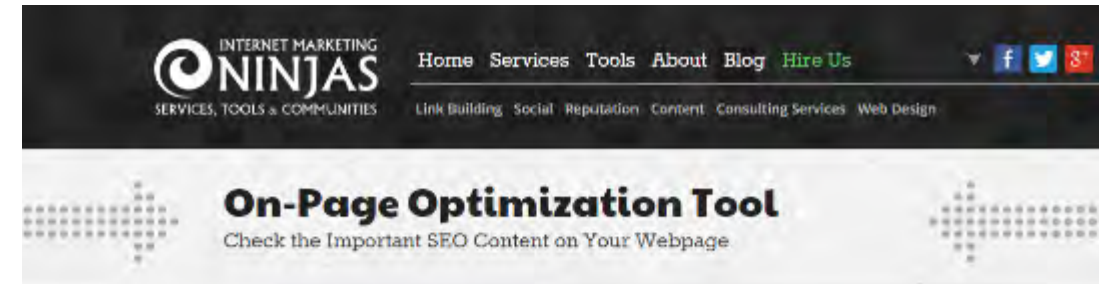 INTERNET MARKETING
NINJAS
SERVICES, TOOLS & COMMUNITIES
Home Services Tools About Blog Hire Us
f 8+
Link Building Social Reputation Content Consulting Services Web Design
On-Page Optimization Tool
Check the Important SEO Content on Your Webpage